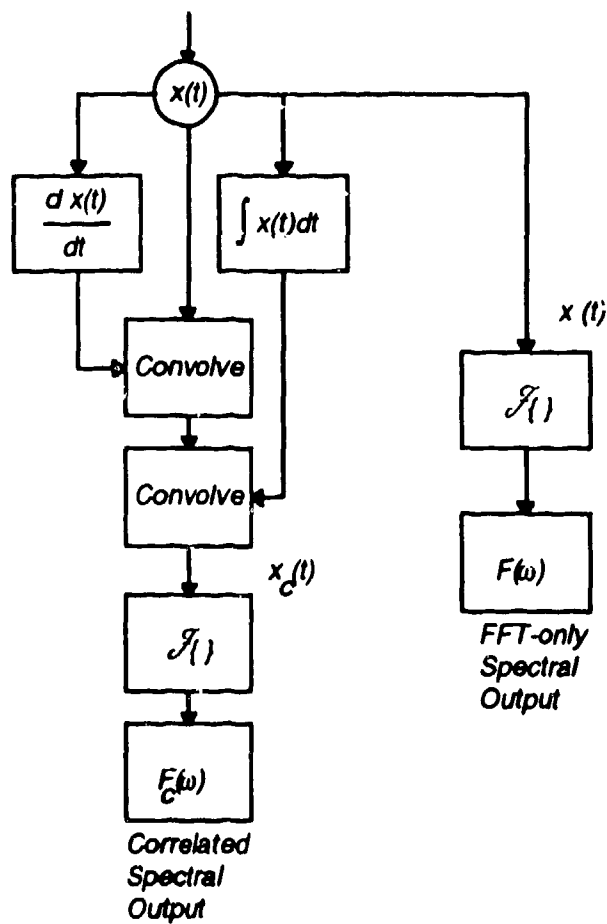 x(t)
d x(t)
dt
∫ x(t)dt
Convolve
Convolve
x_c(t)
ℱ{ }
F_c(ω)
Correlated
Spectral
Output
x (t)
ℱ{ }
F(ω)
FFT-only
Spectral
Output